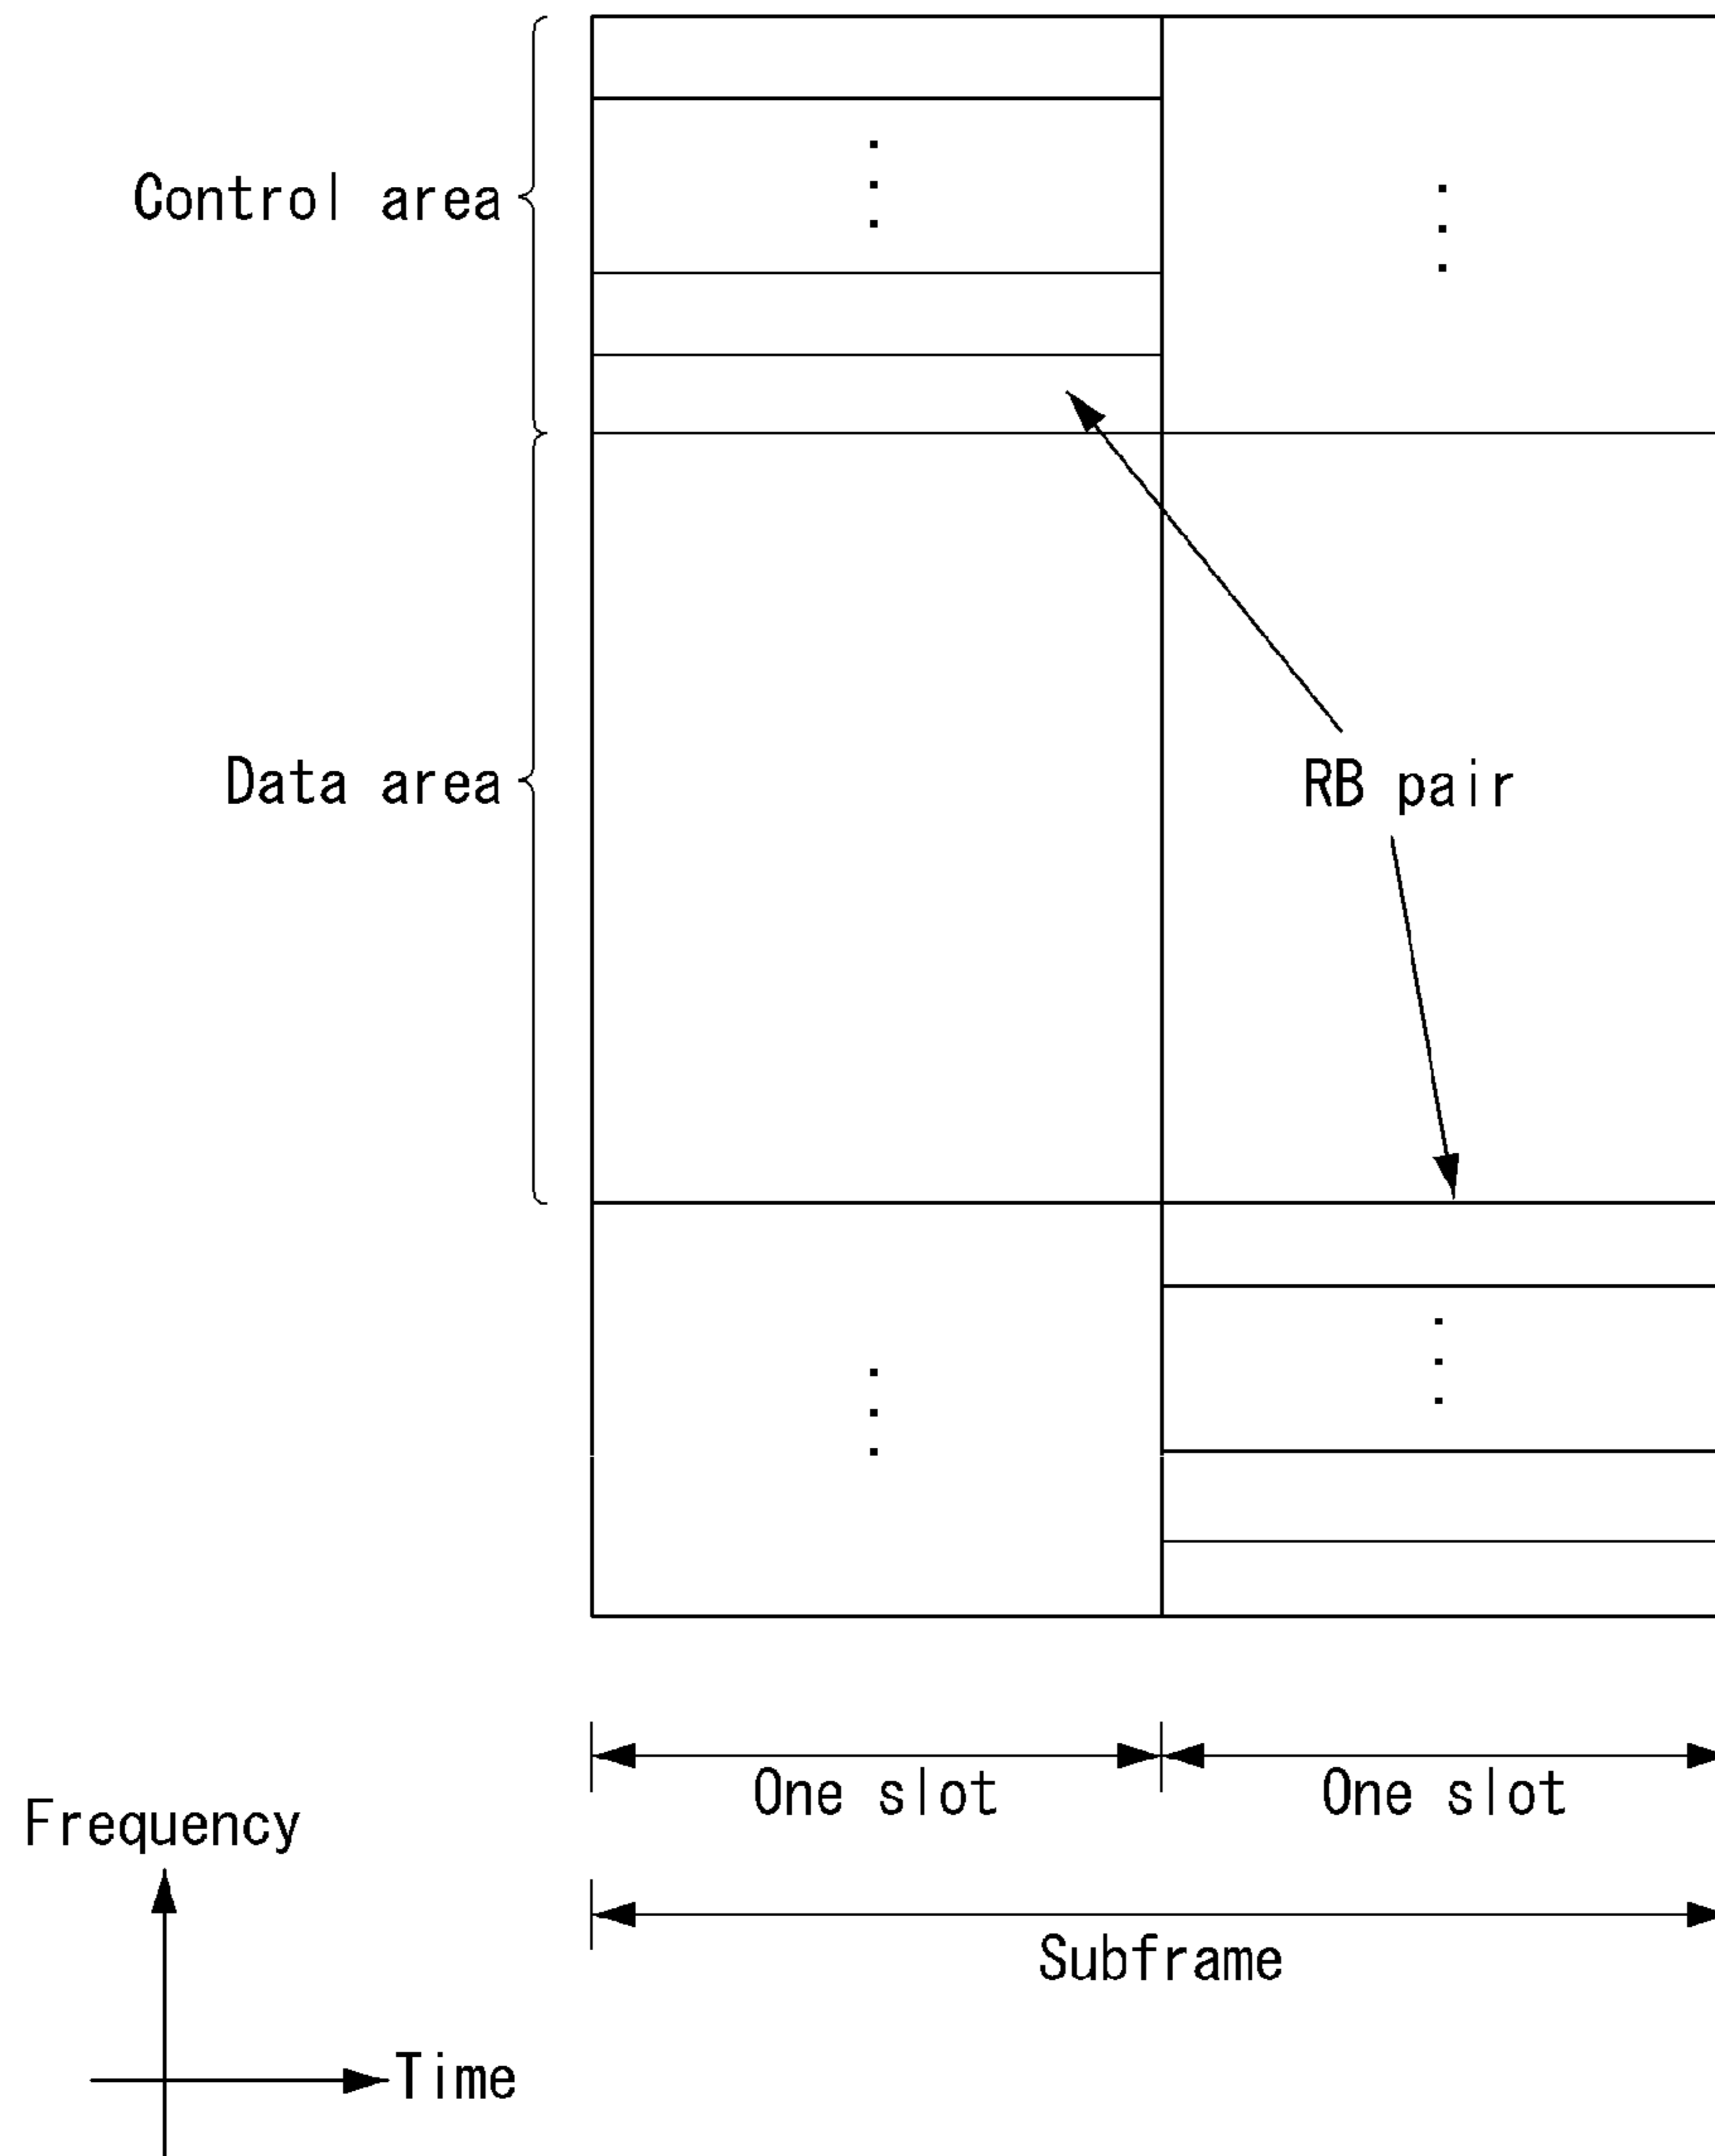 Control area
Data area
RB pair
One slot
One slot
Frequency
Subframe
Time